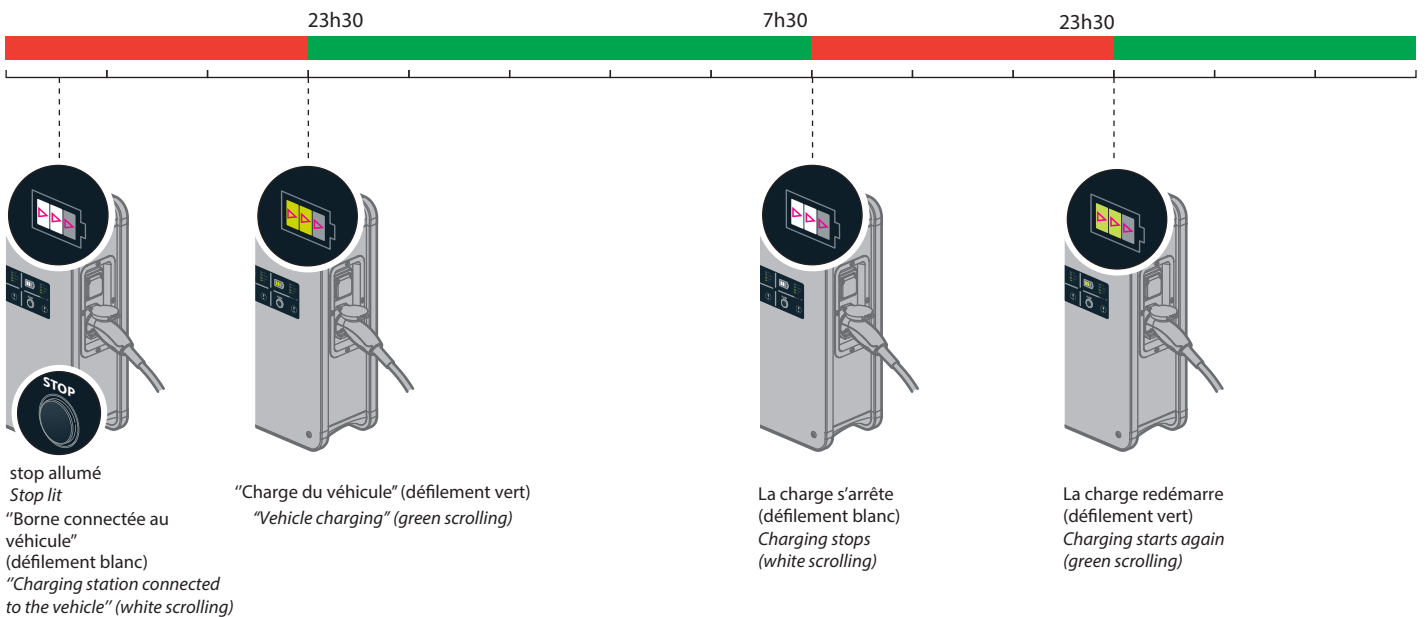 23h30
7h30
23h30
STOP
stop allumé
Stop lit
"Borne connectée au
véhicule"
(défilement blanc)
"Charging station connected
to the vehicle" (white scrolling)
"Charge du véhicule" (défilement vert)
"Vehicle charging" (green scrolling)
La charge s'arrête
(défilement blanc)
Charging stops
(white scrolling)
La charge redémarre
(défilement vert)
Charging starts again
(green scrolling)